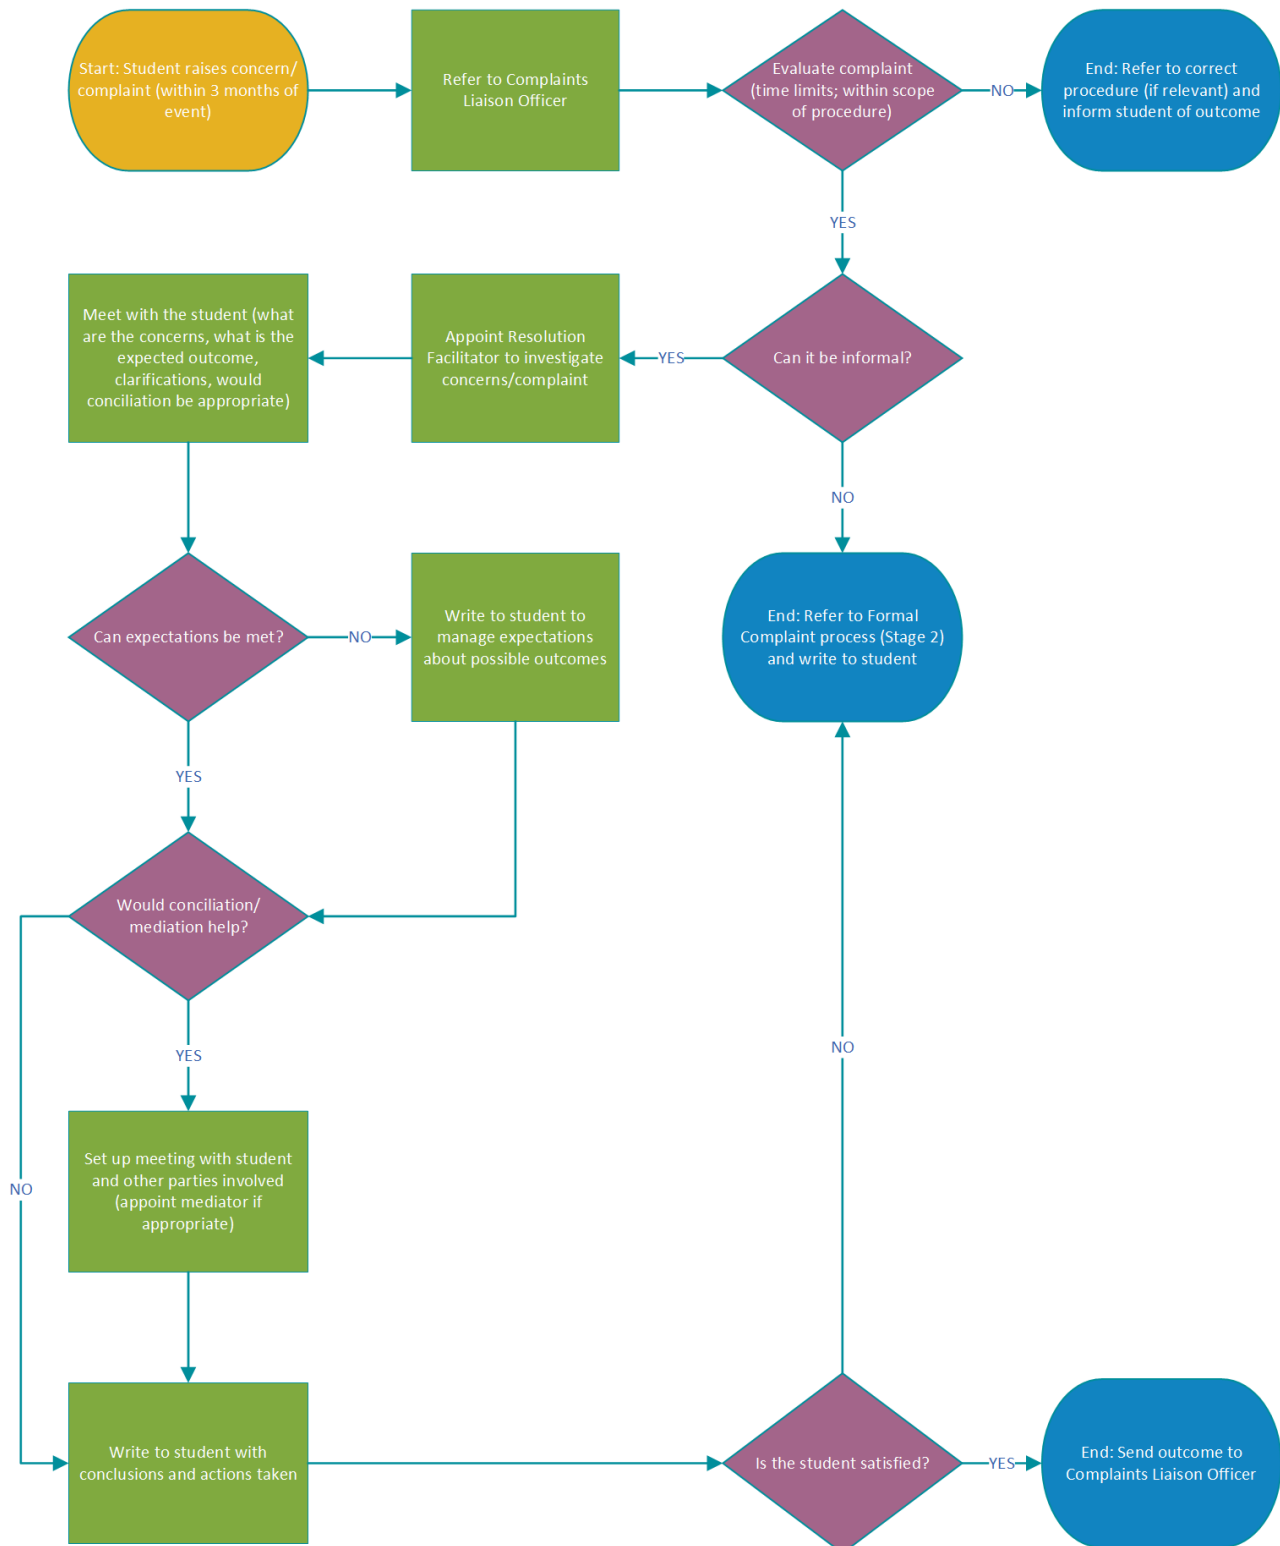 Start: Student raises concern/
complaint (within 3 months of
event)
Refer to Complaints
Liaison Officer
Evaluate complaint
(time limits; within scope
of procedure)
NO
End: Refer to correct
procedure (if relevant) and
inform student of outcome
YES
Meet with the student (what
are the concerns, what is the
expected outcome,
clarifications, would
conciliation be appropriate)
Appoint Resolution
Facilitator to investigate
concerns/complaint
YES
Can it be informal?
NO
Can expectations be met?
NO
Write to student to
manage expectations
about possible outcomes
End: Refer to Formal
Complaint process (Stage 2)
and write to student
YES
Would conciliation/
mediation help?
YES
NO
Set up meeting with student
and other parties involved
(appoint mediator if
appropriate)
NO
Write to student with
conclusions and actions taken
Is the student satisfied?
YES
End: Send outcome to
Complaints Liaison Officer